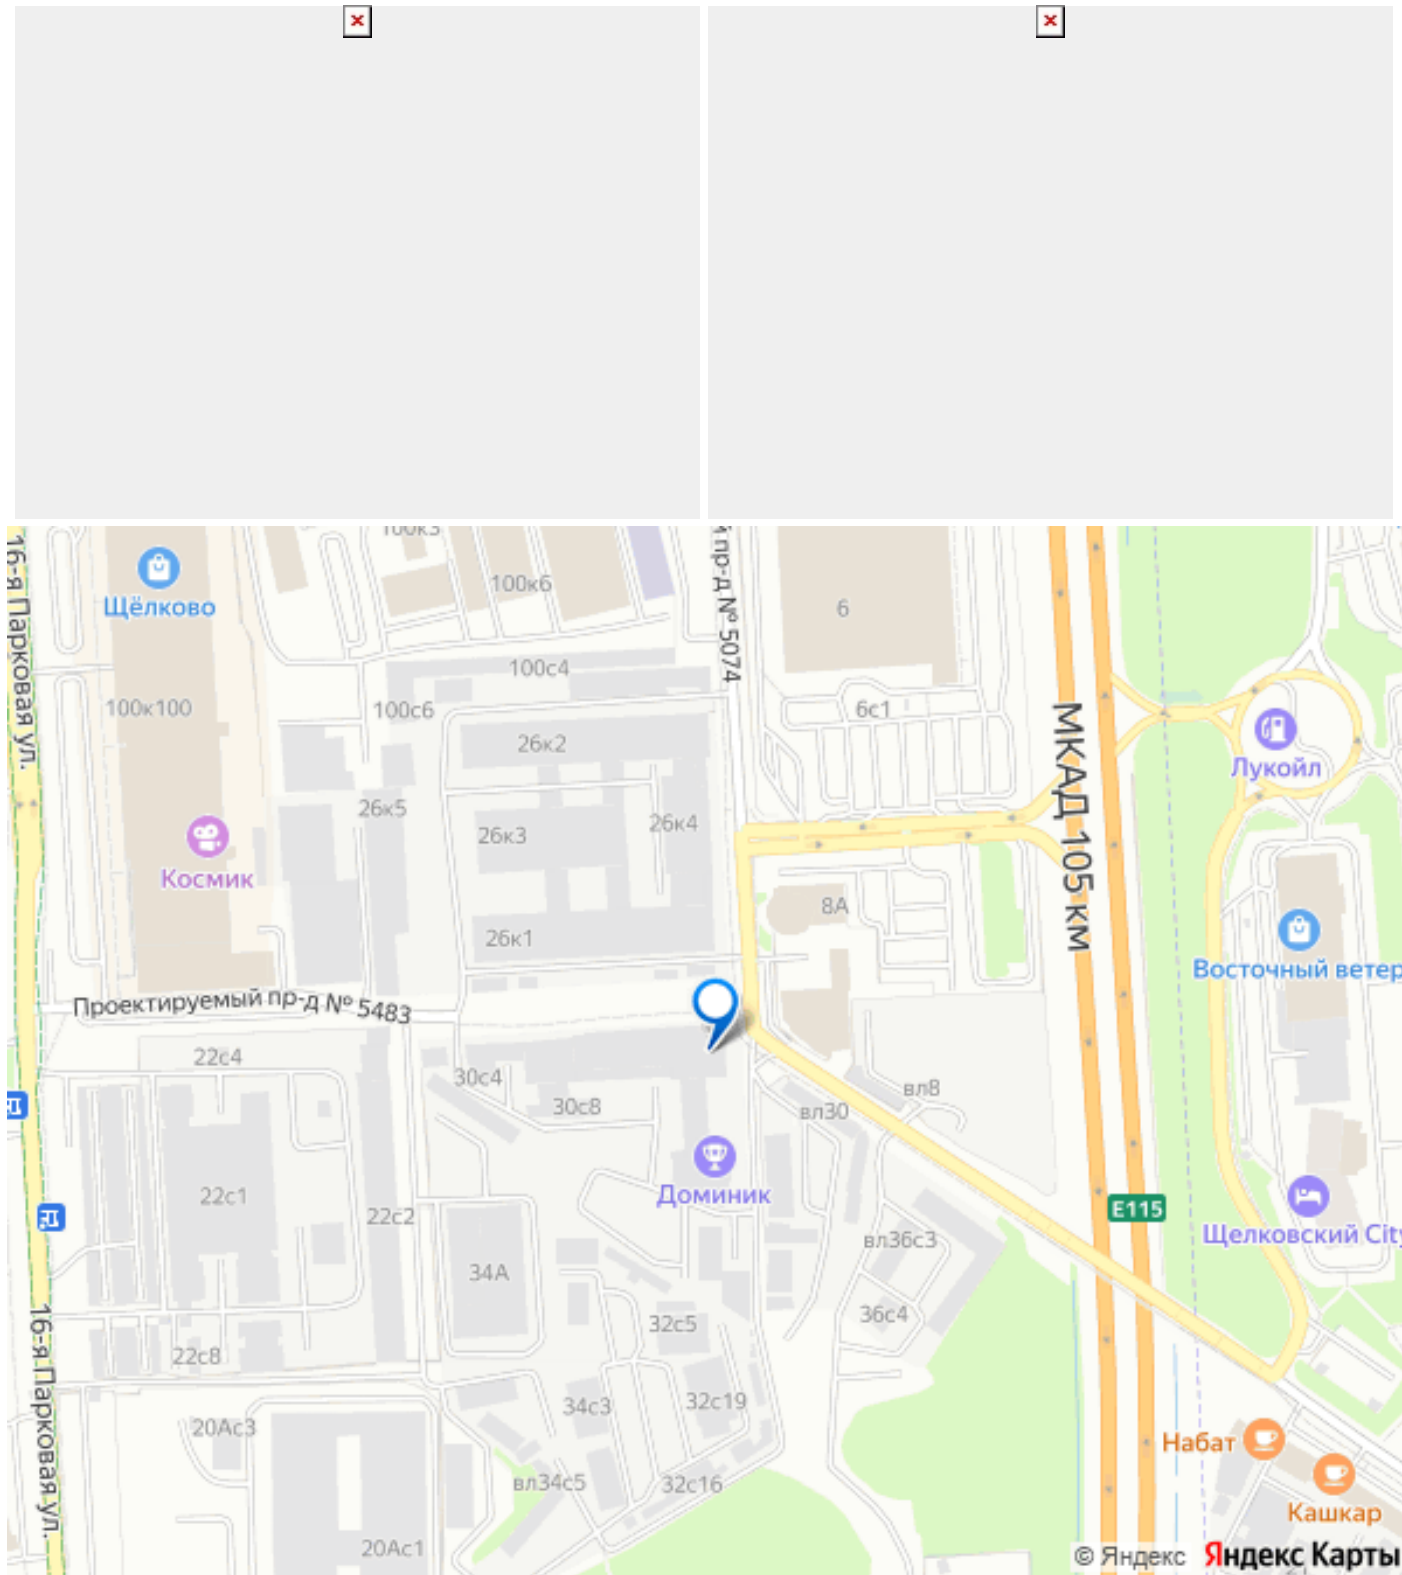 100к3
100к6
й пр-д № 5074
16-я Парковая ул.
Щёлково
6
100с4
100к100
100с6
6с1
МКАД 105 км
26к2
Лукойл
26к5
26к3
26к4
Космик
8А
26к1
Восточный ветер
Проектируемый пр-д № 5483
22с4
30с4
30с8
вл30
вл8
22с1
Доминик
E115
22с2
вл36с3
Щелковский City
34А
36с4
32с5
22с8
16-я Парковая ул.
34с3
32с19
20Ас3
Набат
вл34с5
32с16
Кашкар
20Ас1
© Яндекс Яндекс Карты